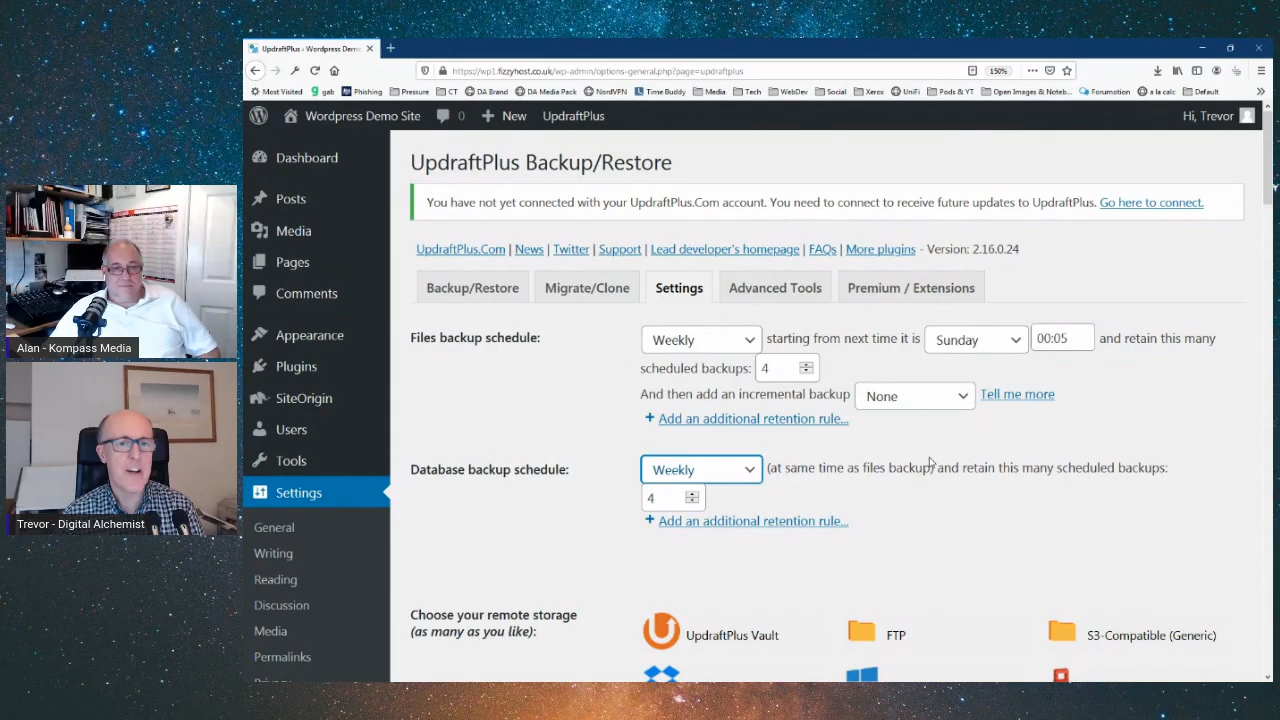 UpdraftPlus ‹ Wordpress Demo
https://wp1.fizzyhost.co.uk/wp-admin/options-general.php?page=updraftplus
150%
Most Visited
gab
Phishing
Pressure
CT
DA Brand
DA Media Pack
NordVPN
Time Buddy
Media
Tech
WebDev
Social
Xerox
UniFi
Pods & YT
Open Images & Noteb...
Forumotion
a la calc
Default
Wordpress Demo Site
0
New
UpdraftPlus
Hi, Trevor
Dashboard
Posts
Media
Pages
Comments
Appearance
Plugins
SiteOrigin
Users
Tools
Settings
General
Writing
Reading
Discussion
Media
Permalinks
UpdraftPlus Backup/Restore
You have not yet connected with your UpdraftPlus.Com account. You need to connect to receive future updates to UpdraftPlus. Go here to connect.
UpdraftPlus.Com | News | Twitter | Support | Lead developer's homepage | FAQs | More plugins - Version: 2.16.0.24
Backup/Restore
Migrate/Clone
Settings
Advanced Tools
Premium / Extensions
Files backup schedule:
Weekly starting from next time it is Sunday 00:05 and retain this many
scheduled backups: 4
And then add an incremental backup None Tell me more
+ Add an additional retention rule...
Database backup schedule:
Weekly (at same time as files backup) and retain this many scheduled backups:
4
+ Add an additional retention rule...
Choose your remote storage
(as many as you like):
UpdraftPlus Vault
FTP
S3-Compatible (Generic)
Alan - Kompass Media
Trevor - Digital Alchemist